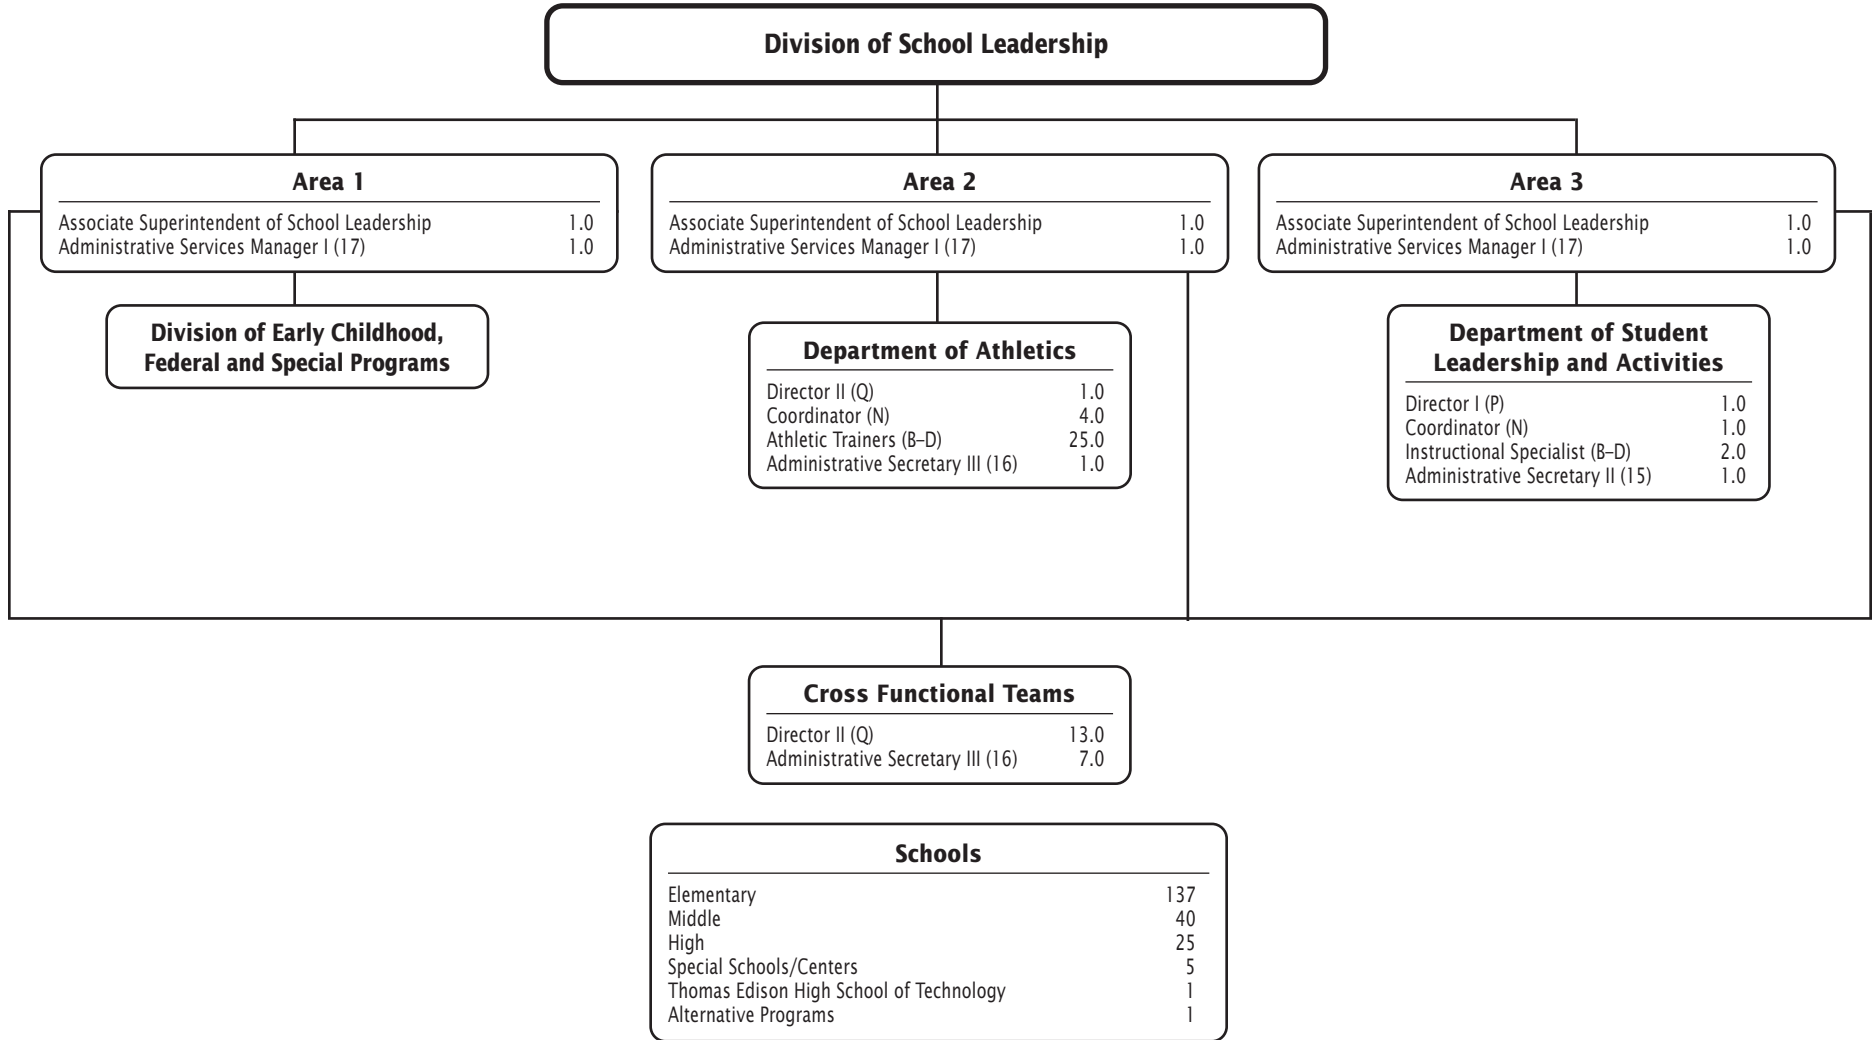 Division of School Leadership
Area 1
Associate Superintendent of School Leadership 1.0
Administrative Services Manager I (17) 1.0
Area 2
Associate Superintendent of School Leadership 1.0
Administrative Services Manager I (17) 1.0
Area 3
Associate Superintendent of School Leadership 1.0
Administrative Services Manager I (17) 1.0
Division of Early Childhood,
Federal and Special Programs
Department of Athletics
Director II (Q) 1.0
Coordinator (N) 4.0
Athletic Trainers (B–D) 25.0
Administrative Secretary III (16) 1.0
Department of Student
Leadership and Activities
Director I (P) 1.0
Coordinator (N) 1.0
Instructional Specialist (B–D) 2.0
Administrative Secretary II (15) 1.0
Cross Functional Teams
Director II (Q) 13.0
Administrative Secretary III (16) 7.0
Schools
Elementary 137
Middle 40
High 25
Special Schools/Centers 5
Thomas Edison High School of Technology 1
Alternative Programs 1